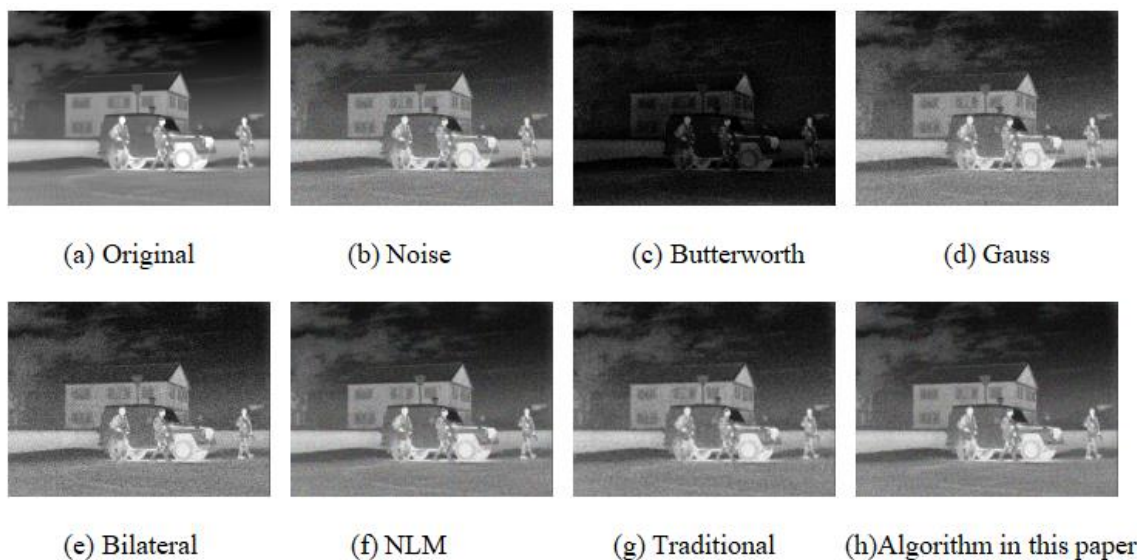 (a) Original
(b) Noise
(c) Butterworth
(d) Gauss
(e) Bilateral
(f) NLM
(g) Traditional
(h)Algorithm in this paper